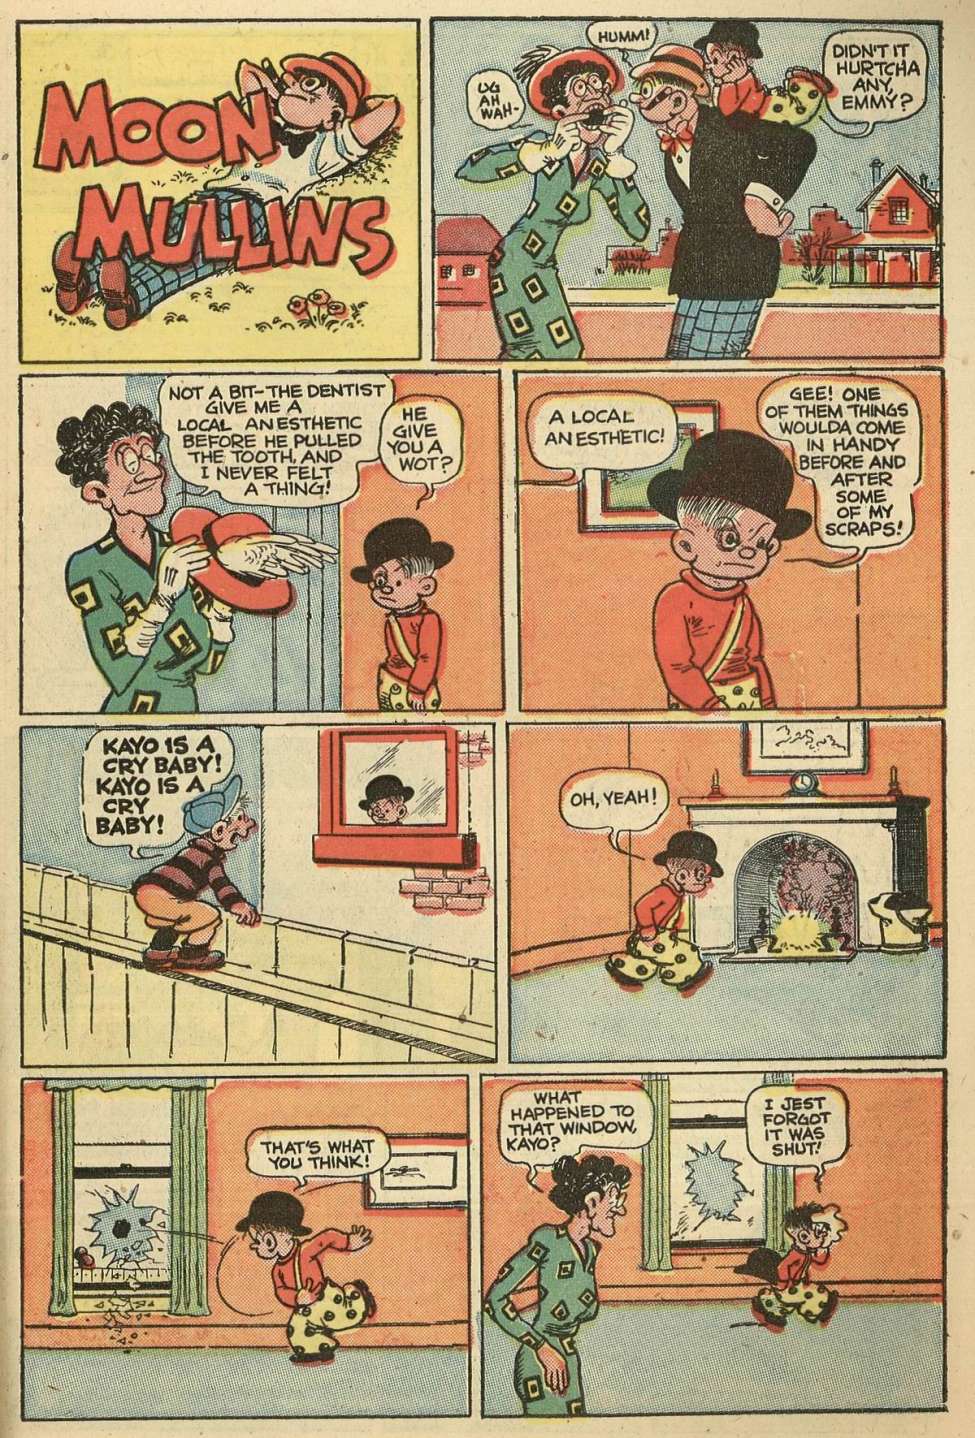 MOON
MULLINS
UG
AH
WAH-
HUMM!
DIDN'T IT
HURTCHA
ANY,
EMMY?
NOT A BIT- THE DENTIST
GIVE ME A
LOCAL ANESTHETIC
BEFORE HE PULLED
THE TOOTH, AND
I NEVER FELT
A THING!
HE
GIVE
YOU A
WOT?
A LOCAL
ANESTHETIC!
GEE! ONE
OF THEM THINGS
WOULDA COME
IN HANDY
BEFORE AND
AFTER
SOME
OF MY
SCRAPS!
KAYO IS A
CRY BABY!
KAYO IS A
CRY
BABY!
OH, YEAH!
THAT'S WHAT
YOU THINK!
WHAT
HAPPENED TO
THAT WINDOW,
KAYO?
I JEST
FORGOT
IT WAS
SHUT!